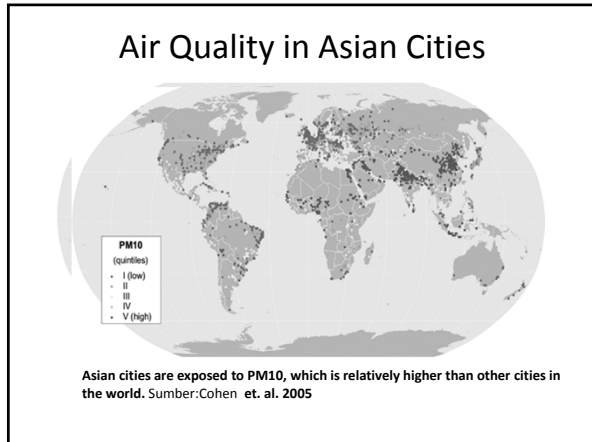 Air Quality in Asian Cities
PM10
(quintiles)
I (low)
II
III
IV
V (high)
Asian cities are exposed to PM10, which is relatively higher than other cities in
the world. Sumber:Cohen et. al. 2005